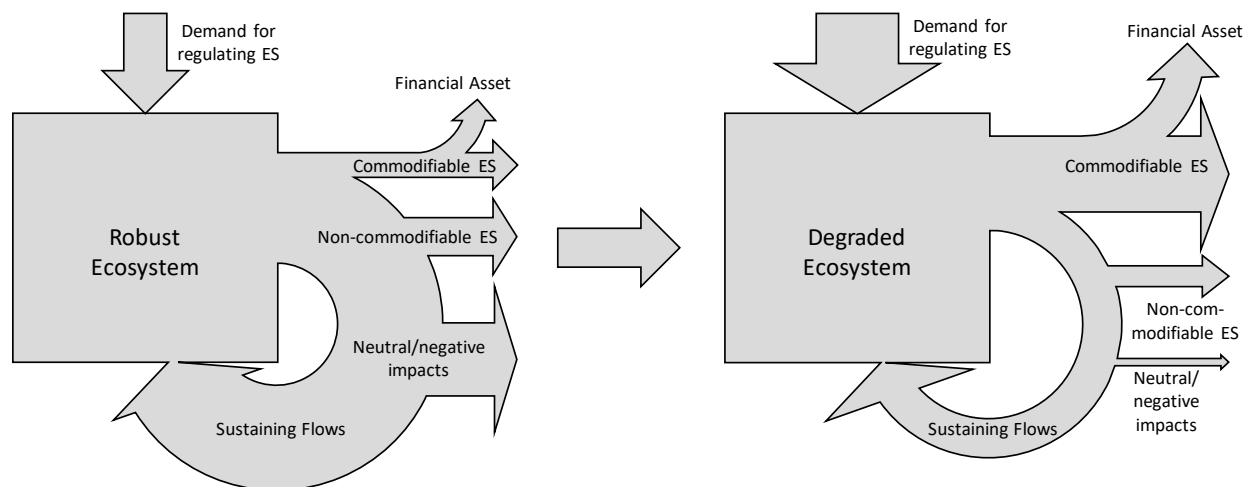 Demand for
regulating ES
Financial Asset
Commodifiable ES
Robust
Ecosystem
Non-commodifiable ES
Neutral/negative
impacts
Sustaining Flows
Demand for
regulating ES
Financial Asset
Commodifiable ES
Degraded
Ecosystem
Non-com-
modifiable ES
Neutral/
negative
impacts
Sustaining Flows